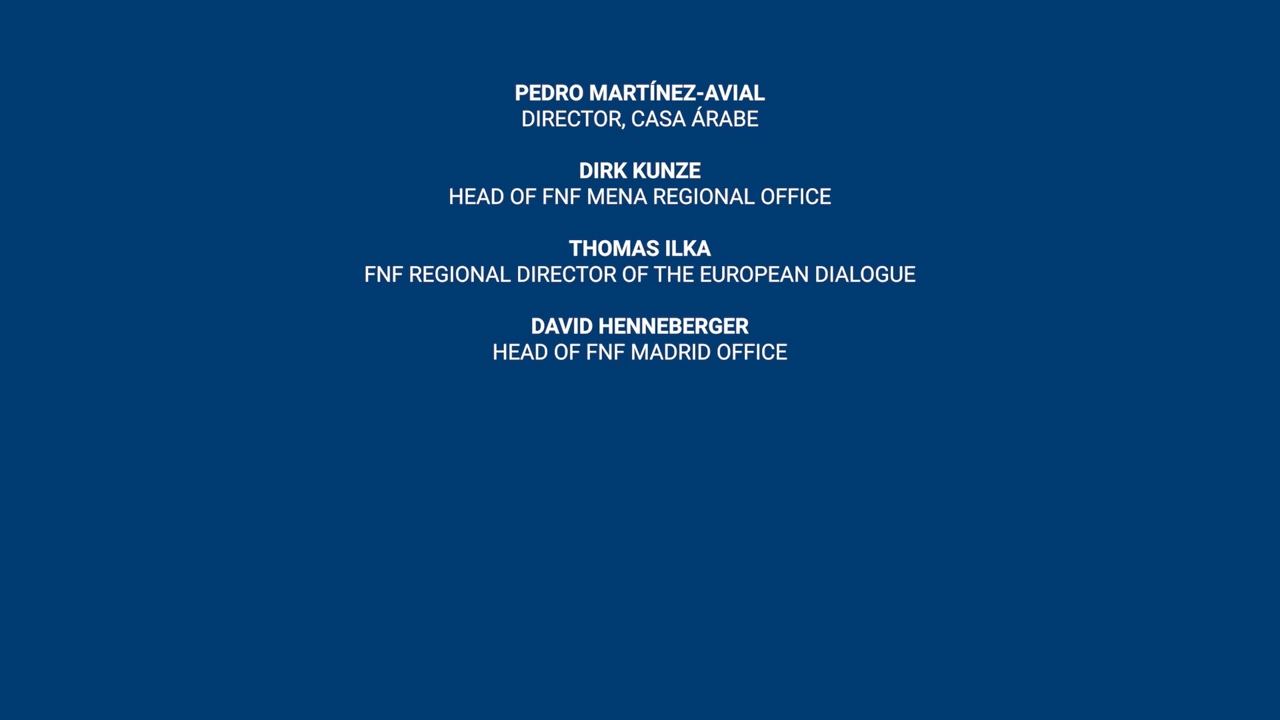 PEDRO MARTÍNEZ-AVIAL
DIRECTOR, CASA ÁRABE
DIRK KUNZE
HEAD OF FNF MENA REGIONAL OFFICE
THOMAS ILKA
FNF REGIONAL DIRECTOR OF THE EUROPEAN DIALOGUE
DAVID HENNEBERGER
HEAD OF FNF MADRID OFFICE